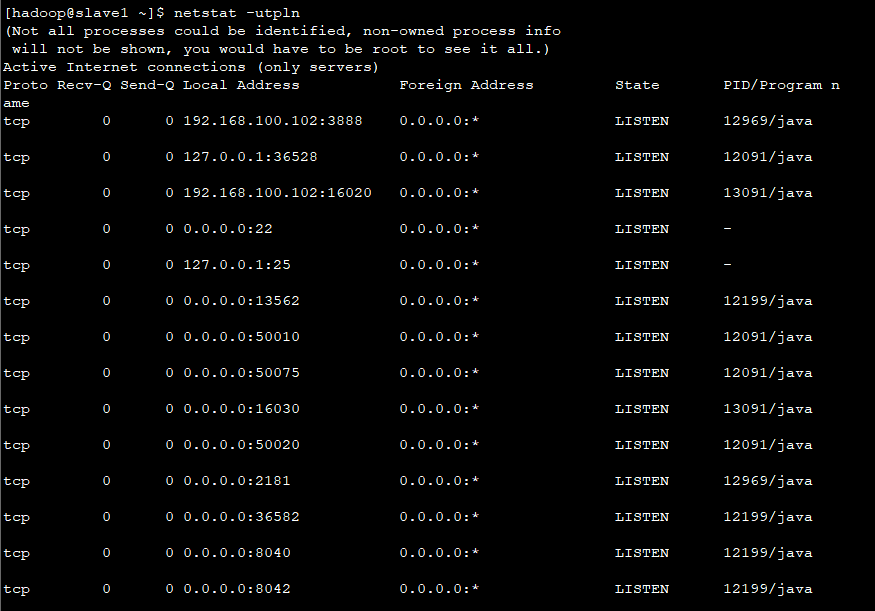 [hadoop@slave1 ~]$ netstat -utpln
(Not all processes could be identified, non-owned process info
 will not be shown, you would have to be root to see it all.)
Active Internet connections (only servers)
Proto Recv-Q Send-Q Local Address           Foreign Address         State       PID/Program n
ame
tcp        0      0 192.168.100.102:3888    0.0.0.0:*               LISTEN      12969/java
tcp        0      0 127.0.0.1:36528         0.0.0.0:*               LISTEN      12091/java
tcp        0      0 192.168.100.102:16020   0.0.0.0:*               LISTEN      13091/java
tcp        0      0 0.0.0.0:22              0.0.0.0:*               LISTEN      -
tcp        0      0 127.0.0.1:25            0.0.0.0:*               LISTEN      -
tcp        0      0 0.0.0.0:13562           0.0.0.0:*               LISTEN      12199/java
tcp        0      0 0.0.0.0:50010           0.0.0.0:*               LISTEN      12091/java
tcp        0      0 0.0.0.0:50075           0.0.0.0:*               LISTEN      12091/java
tcp        0      0 0.0.0.0:16030           0.0.0.0:*               LISTEN      13091/java
tcp        0      0 0.0.0.0:50020           0.0.0.0:*               LISTEN      12091/java
tcp        0      0 0.0.0.0:2181            0.0.0.0:*               LISTEN      12969/java
tcp        0      0 0.0.0.0:36582           0.0.0.0:*               LISTEN      12199/java
tcp        0      0 0.0.0.0:8040            0.0.0.0:*               LISTEN      12199/java
tcp        0      0 0.0.0.0:8042            0.0.0.0:*               LISTEN      12199/java